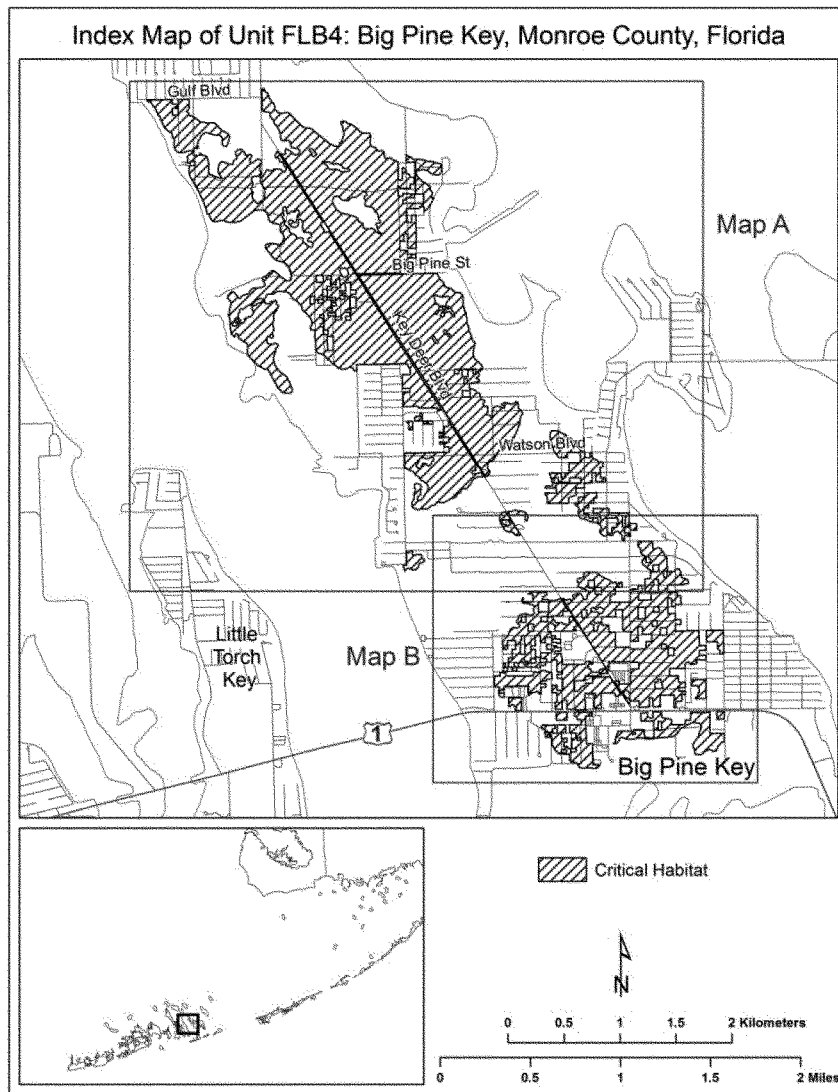 Index Map of Unit FLB4: Big Pine Key, Monroe County, Florida
Gulf Blvd
Map A
Big Pine St
Key Deer Blvd
Watson Blvd
Little
Torch
Key
Map B
1
Big Pine Key
Critical Habitat
N
0 0.5 1 1.5 2 Kilometers
0 0.5 1 1.5 2 Miles